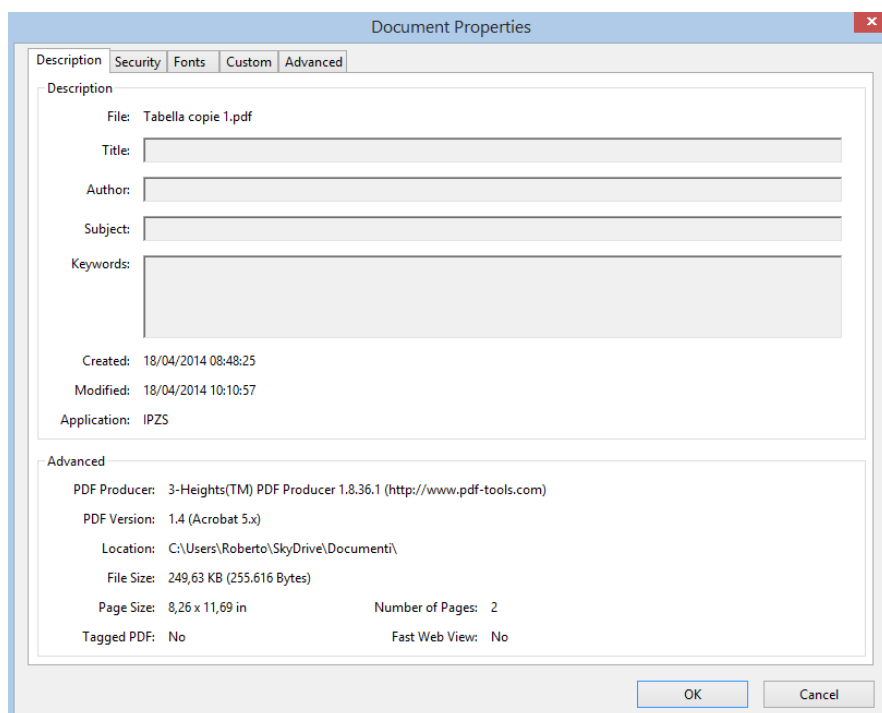 Document Properties
Description Security Fonts Custom Advanced
Description
File: Tabella copie 1.pdf
Title:
Author:
Subject:
Keywords:
Created: 18/04/2014 08:48:25
Modified: 18/04/2014 10:10:57
Application: IPZS
Advanced
PDF Producer: 3-Heights(TM) PDF Producer 1.8.36.1 (http://www.pdf-tools.com)
PDF Version: 1.4 (Acrobat 5.x)
Location: C:\Users\Roberto\SkyDrive\Documenti\
File Size: 249,63 KB (255.616 Bytes)
Page Size: 8,26 x 11,69 in Number of Pages: 2
Tagged PDF: No Fast Web View: No
OK Cancel